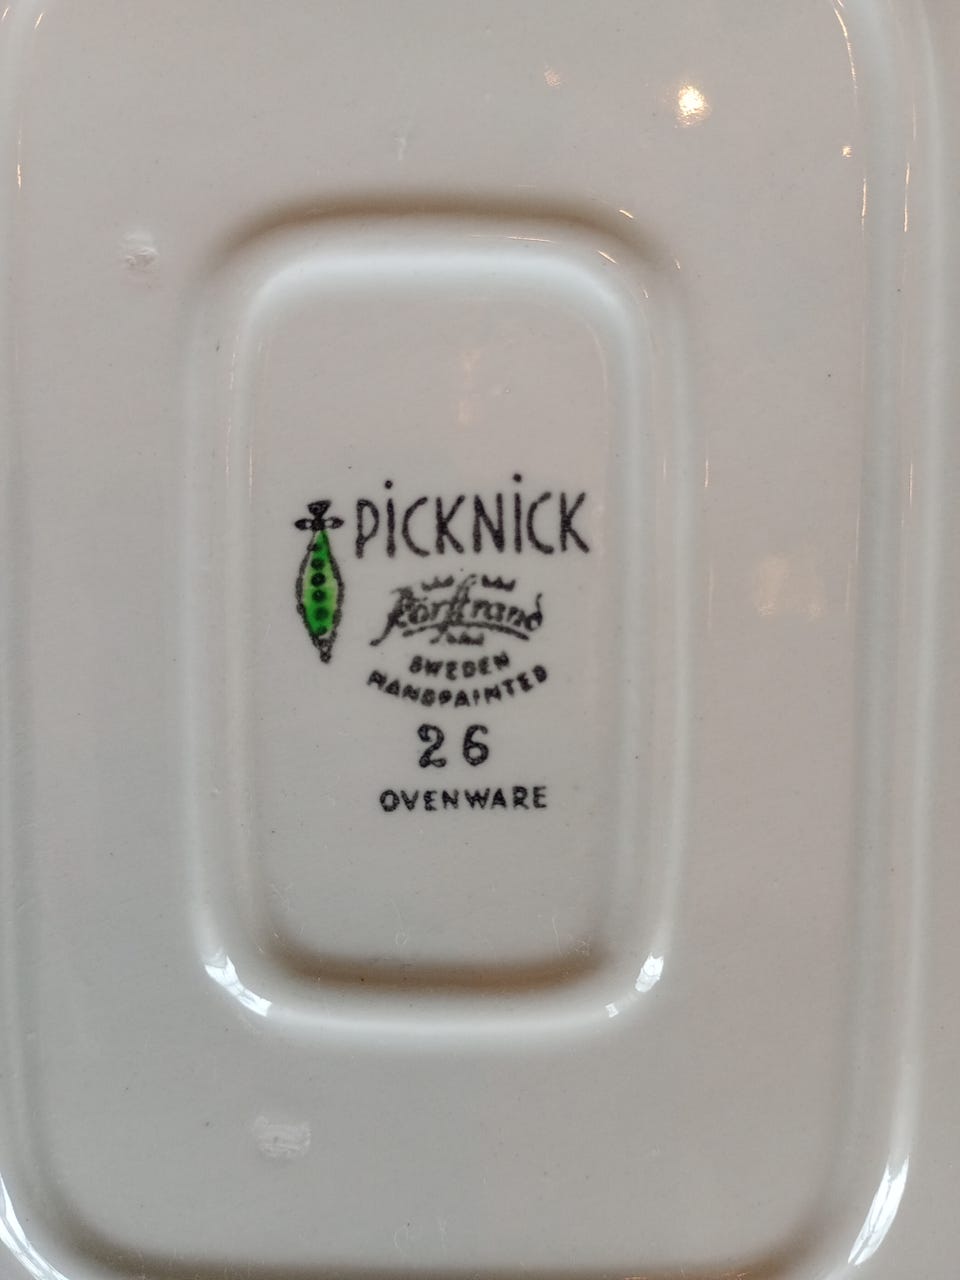 PiCKNiCK
Rörstrand
SWEDEN
HANDPAINTED
26
OVENWARE